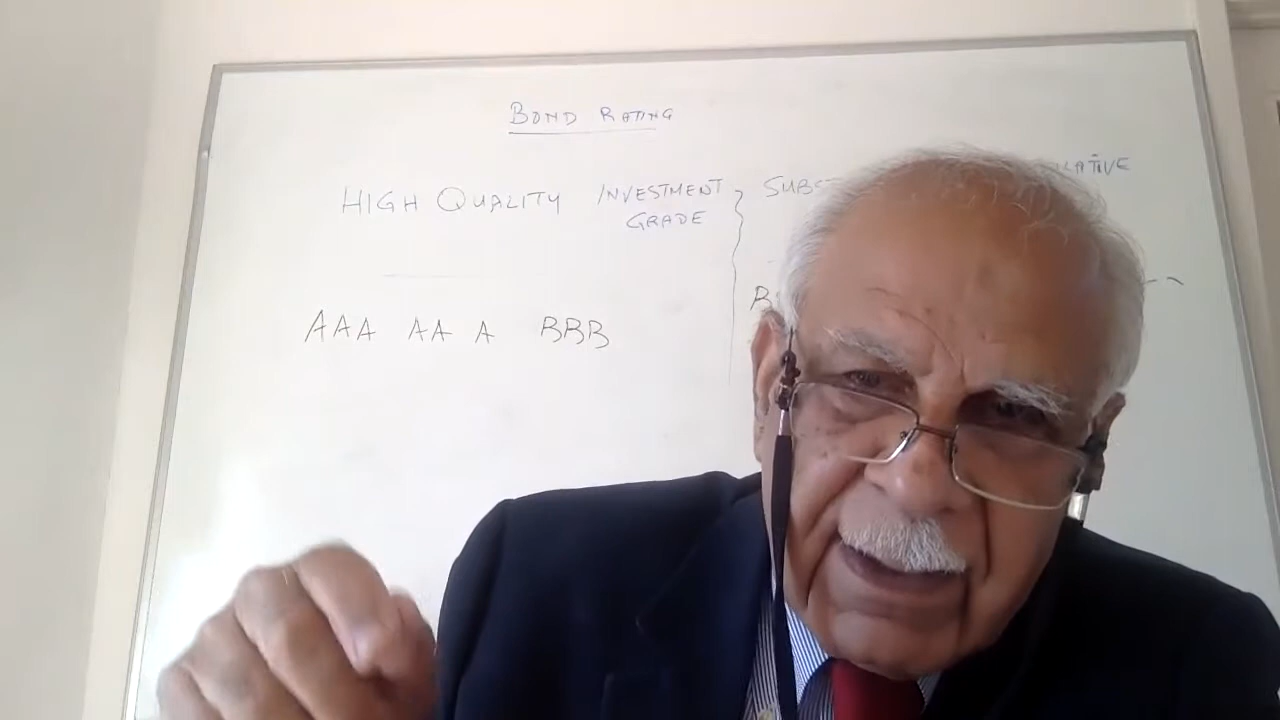 BOND RATING
HIGH QUALITY INVESTMENT
GRADE
AAA AA A BBB